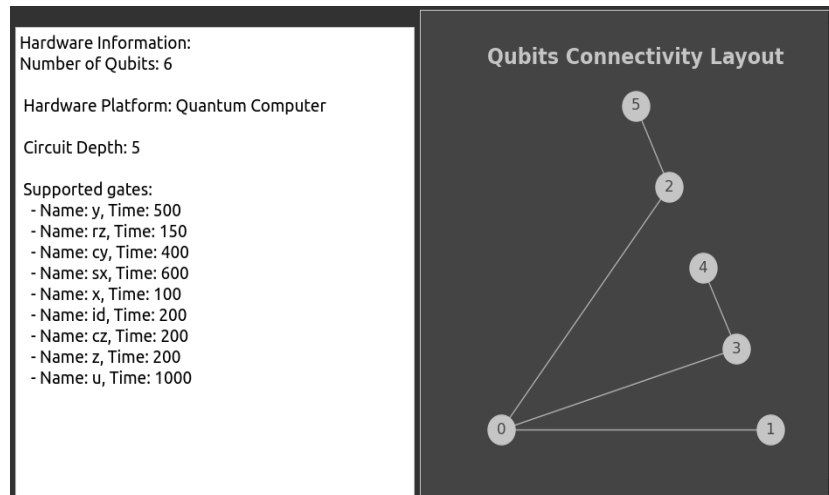 Hardware Information:
Number of Qubits: 6
Hardware Platform: Quantum Computer
Circuit Depth: 5
Supported gates:
- Name: y, Time: 500
- Name: rz, Time: 150
- Name: cy, Time: 400
- Name: sx, Time: 600
- Name: x, Time: 100
- Name: id, Time: 200
- Name: cz, Time: 200
- Name: z, Time: 200
- Name: u, Time: 1000
Qubits Connectivity Layout
5
2
4
3
0
1